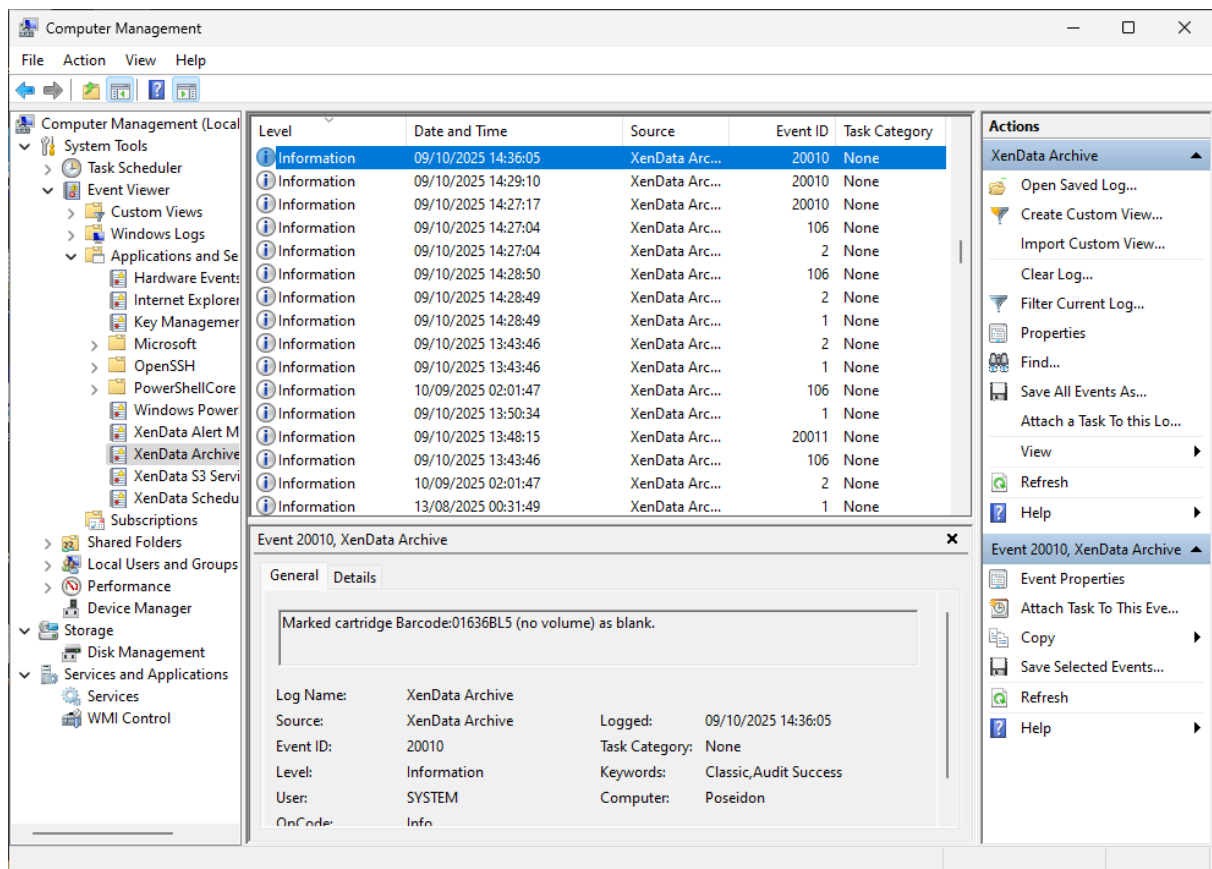 Computer Management
File Action View Help
Computer Management (Local
System Tools
Task Scheduler
Event Viewer
Custom Views
Windows Logs
Applications and Se
Hardware Events
Internet Explorer
Key Managemer
Microsoft
OpenSSH
PowerShellCore
Windows Power
XenData Alert M
XenData Archive
XenData S3 Servi
XenData Schedu
Subscriptions
Shared Folders
Local Users and Groups
Performance
Device Manager
Storage
Disk Management
Services and Applications
Services
WMI Control
Level Date and Time Source Event ID Task Category
Information 09/10/2025 14:36:05 XenData Arc... 20010 None
Information 09/10/2025 14:29:10 XenData Arc... 20010 None
Information 09/10/2025 14:27:17 XenData Arc... 20010 None
Information 09/10/2025 14:27:04 XenData Arc... 106 None
Information 09/10/2025 14:27:04 XenData Arc... 2 None
Information 09/10/2025 14:28:50 XenData Arc... 106 None
Information 09/10/2025 14:28:49 XenData Arc... 2 None
Information 09/10/2025 14:28:49 XenData Arc... 1 None
Information 09/10/2025 13:43:46 XenData Arc... 2 None
Information 09/10/2025 13:43:46 XenData Arc... 1 None
Information 10/09/2025 02:01:47 XenData Arc... 106 None
Information 09/10/2025 13:50:34 XenData Arc... 1 None
Information 09/10/2025 13:48:15 XenData Arc... 20011 None
Information 09/10/2025 13:43:46 XenData Arc... 106 None
Information 10/09/2025 02:01:47 XenData Arc... 2 None
Information 13/08/2025 00:31:49 XenData Arc... 1 None
Event 20010, XenData Archive
General Details
Marked cartridge Barcode:01636BL5 (no volume) as blank.
Log Name: XenData Archive
Source: XenData Archive Logged: 09/10/2025 14:36:05
Event ID: 20010 Task Category: None
Level: Information Keywords: Classic,Audit Success
User: SYSTEM Computer: Poseidon
OpCode: Info
Actions
XenData Archive
Open Saved Log...
Create Custom View...
Import Custom View...
Clear Log...
Filter Current Log...
Properties
Find...
Save All Events As...
Attach a Task To this Lo...
View
Refresh
Help
Event 20010, XenData Archive
Event Properties
Attach Task To This Eve...
Copy
Save Selected Events...
Refresh
Help